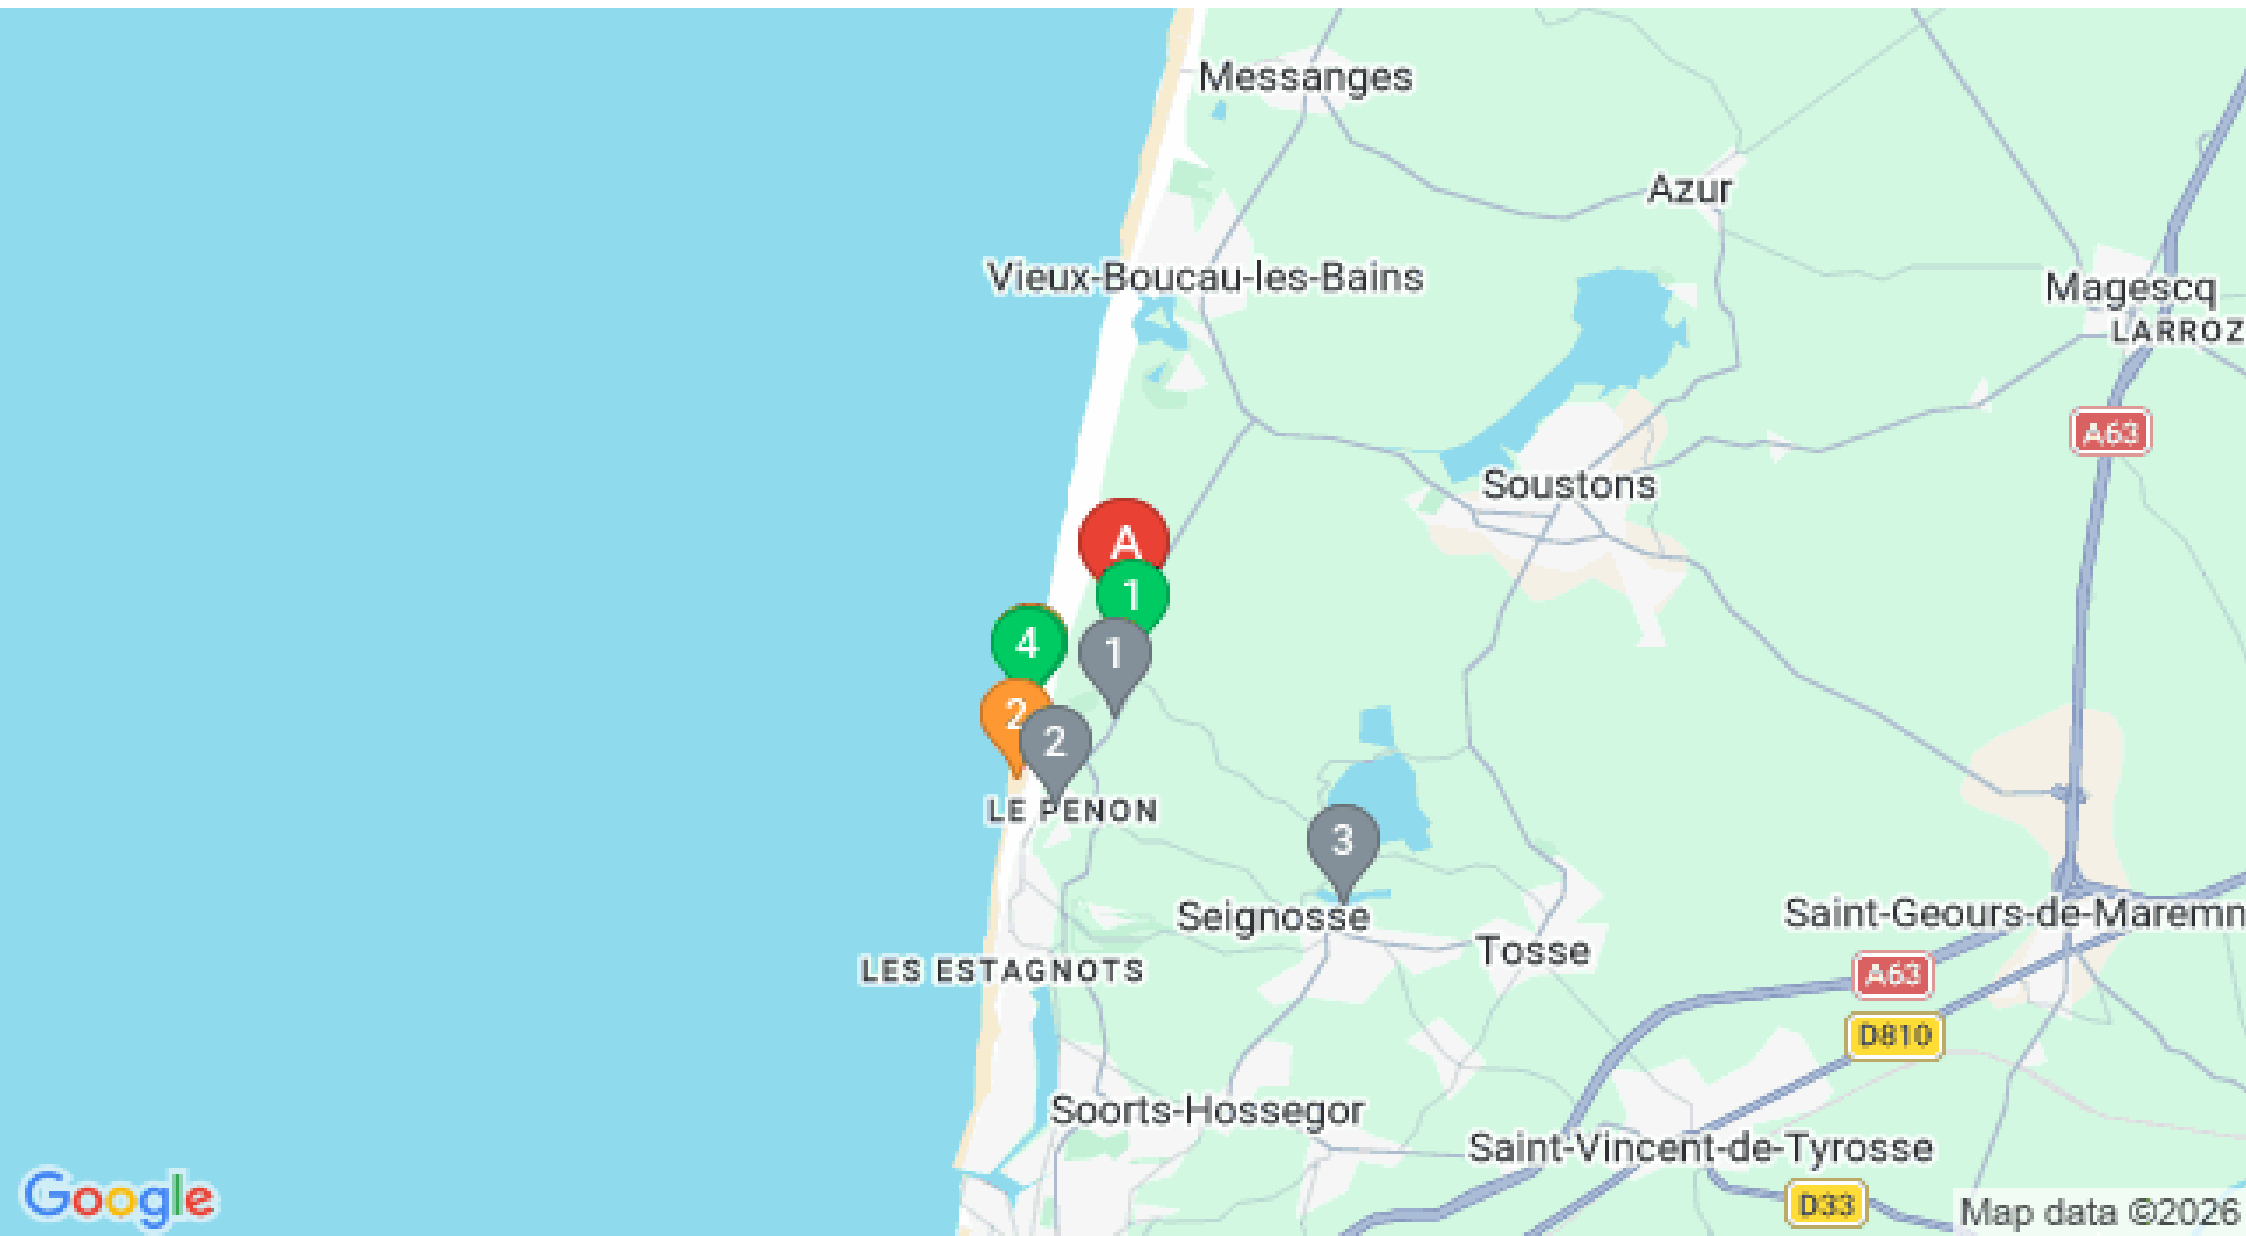 Messanges
Azur
Vieux-Boucau-les-Bains
Magescq
LARROZ
A63
Soustons
A
1
4
1
2
2
LE PENON
3
Seignosse
Saint-Geours-de-Maremn
Tosse
LES ESTAGNOTS
A63
D810
Soorts-Hossegor
Saint-Vincent-de-Tyrosse
Google
D33
Map data ©2026